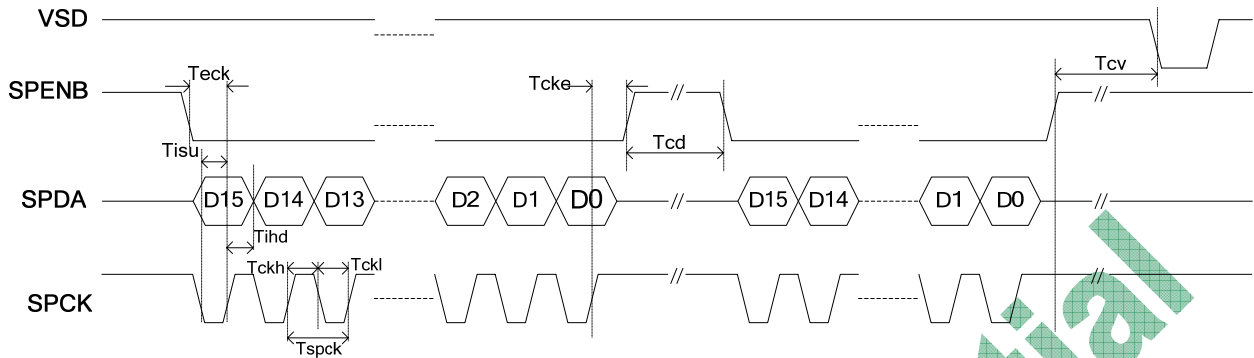 VSD
Tcv
Teck
Tcke
SPENB
Tcd
Tisu
SPDA
D15
D14
D13
D2
D1
D0
D15
D14
D1
D0
Tihd
Tckh
Tckl
SPCK
Tspck
tial